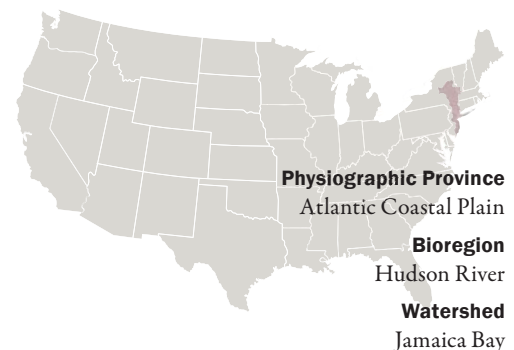 Physiographic Province
Atlantic Coastal Plain
Bioregion
Hudson River
Watershed
Jamaica Bay